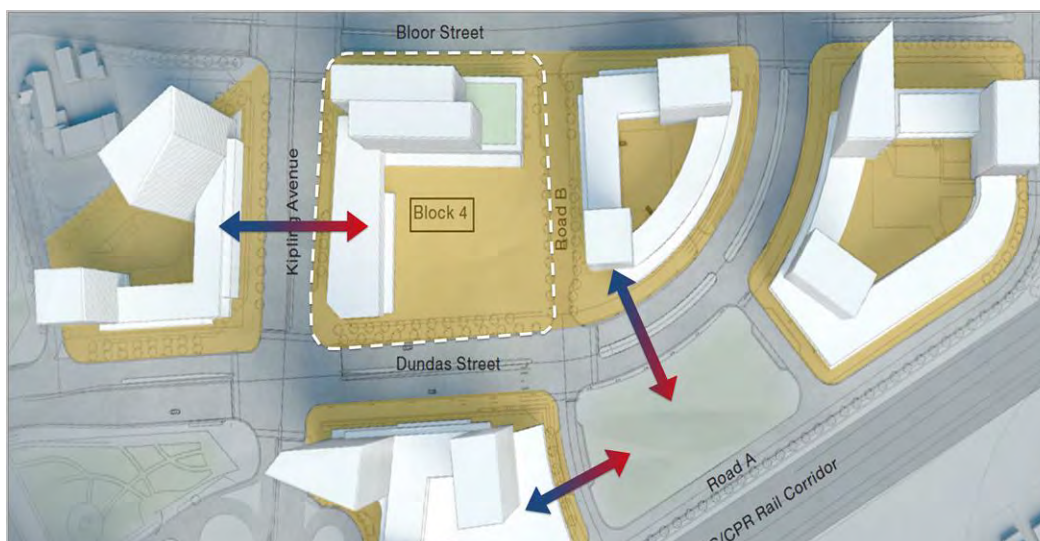 Bloor Street
Kipling Avenue
Block 4
Road B
Dundas Street
Road A
/CPR Rail Corridor